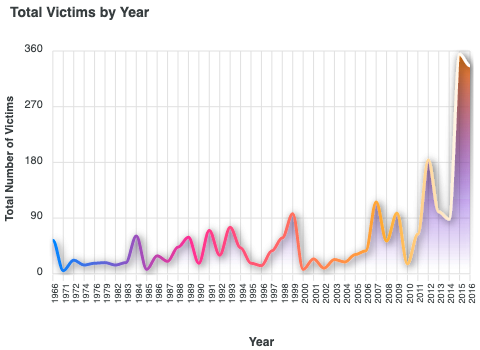 Total Victims by Year
Total Number of Victims
360
270
180
90
0
1966 1971 1972 1974 1976 1979 1982 1983 1984 1985 1986 1987 1988 1989 1990 1991 1992 1993 1994 1995 1996 1997 1998 1999 2000 2001 2002 2003 2004 2005 2006 2007 2008 2009 2010 2011 2012 2013 2014 2015 2016
Year